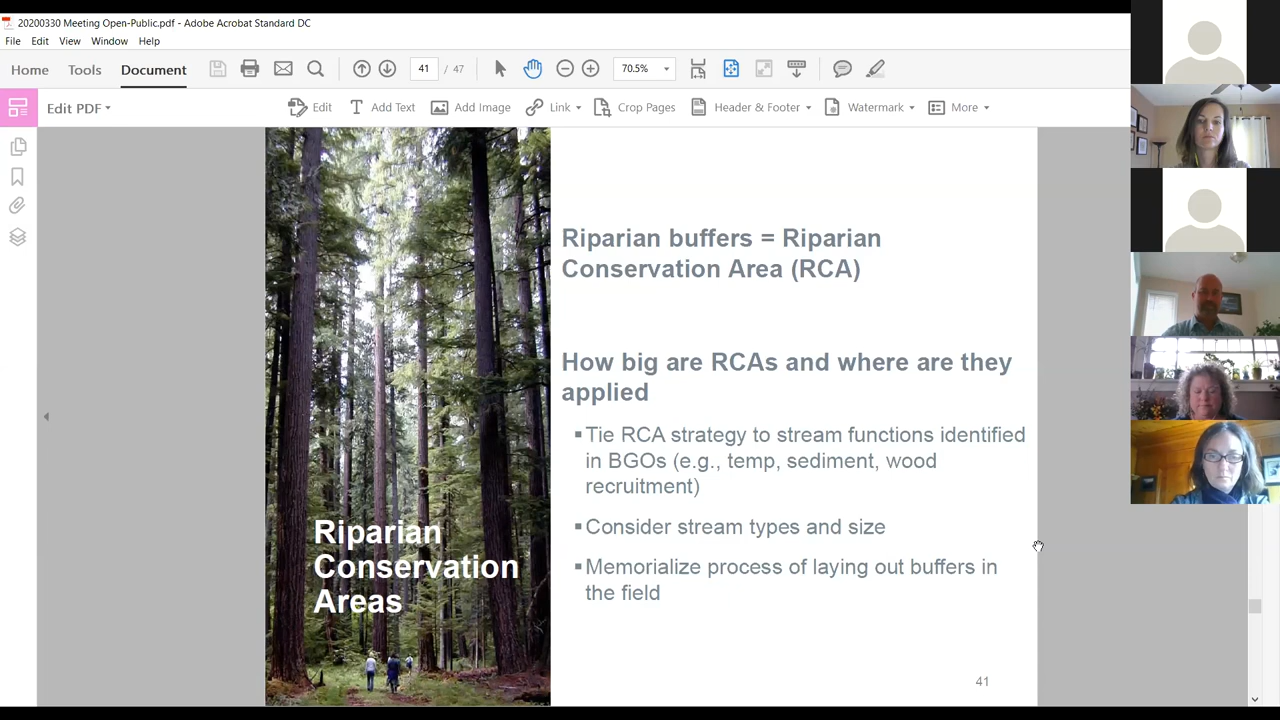 20200330 Meeting Open-Public.pdf - Adobe Acrobat Standard DC
File Edit View Window Help
Home Tools Document 41 / 47 70.5%
Edit PDF Edit Add Text Add Image Link Crop Pages Header & Footer Watermark More
Riparian
Conservation
Areas
Riparian buffers = Riparian
Conservation Area (RCA)
How big are RCAs and where are they
applied
▪Tie RCA strategy to stream functions identified
in BGOs (e.g., temp, sediment, wood
recruitment)
▪Consider stream types and size
▪Memorialize process of laying out buffers in
the field
41